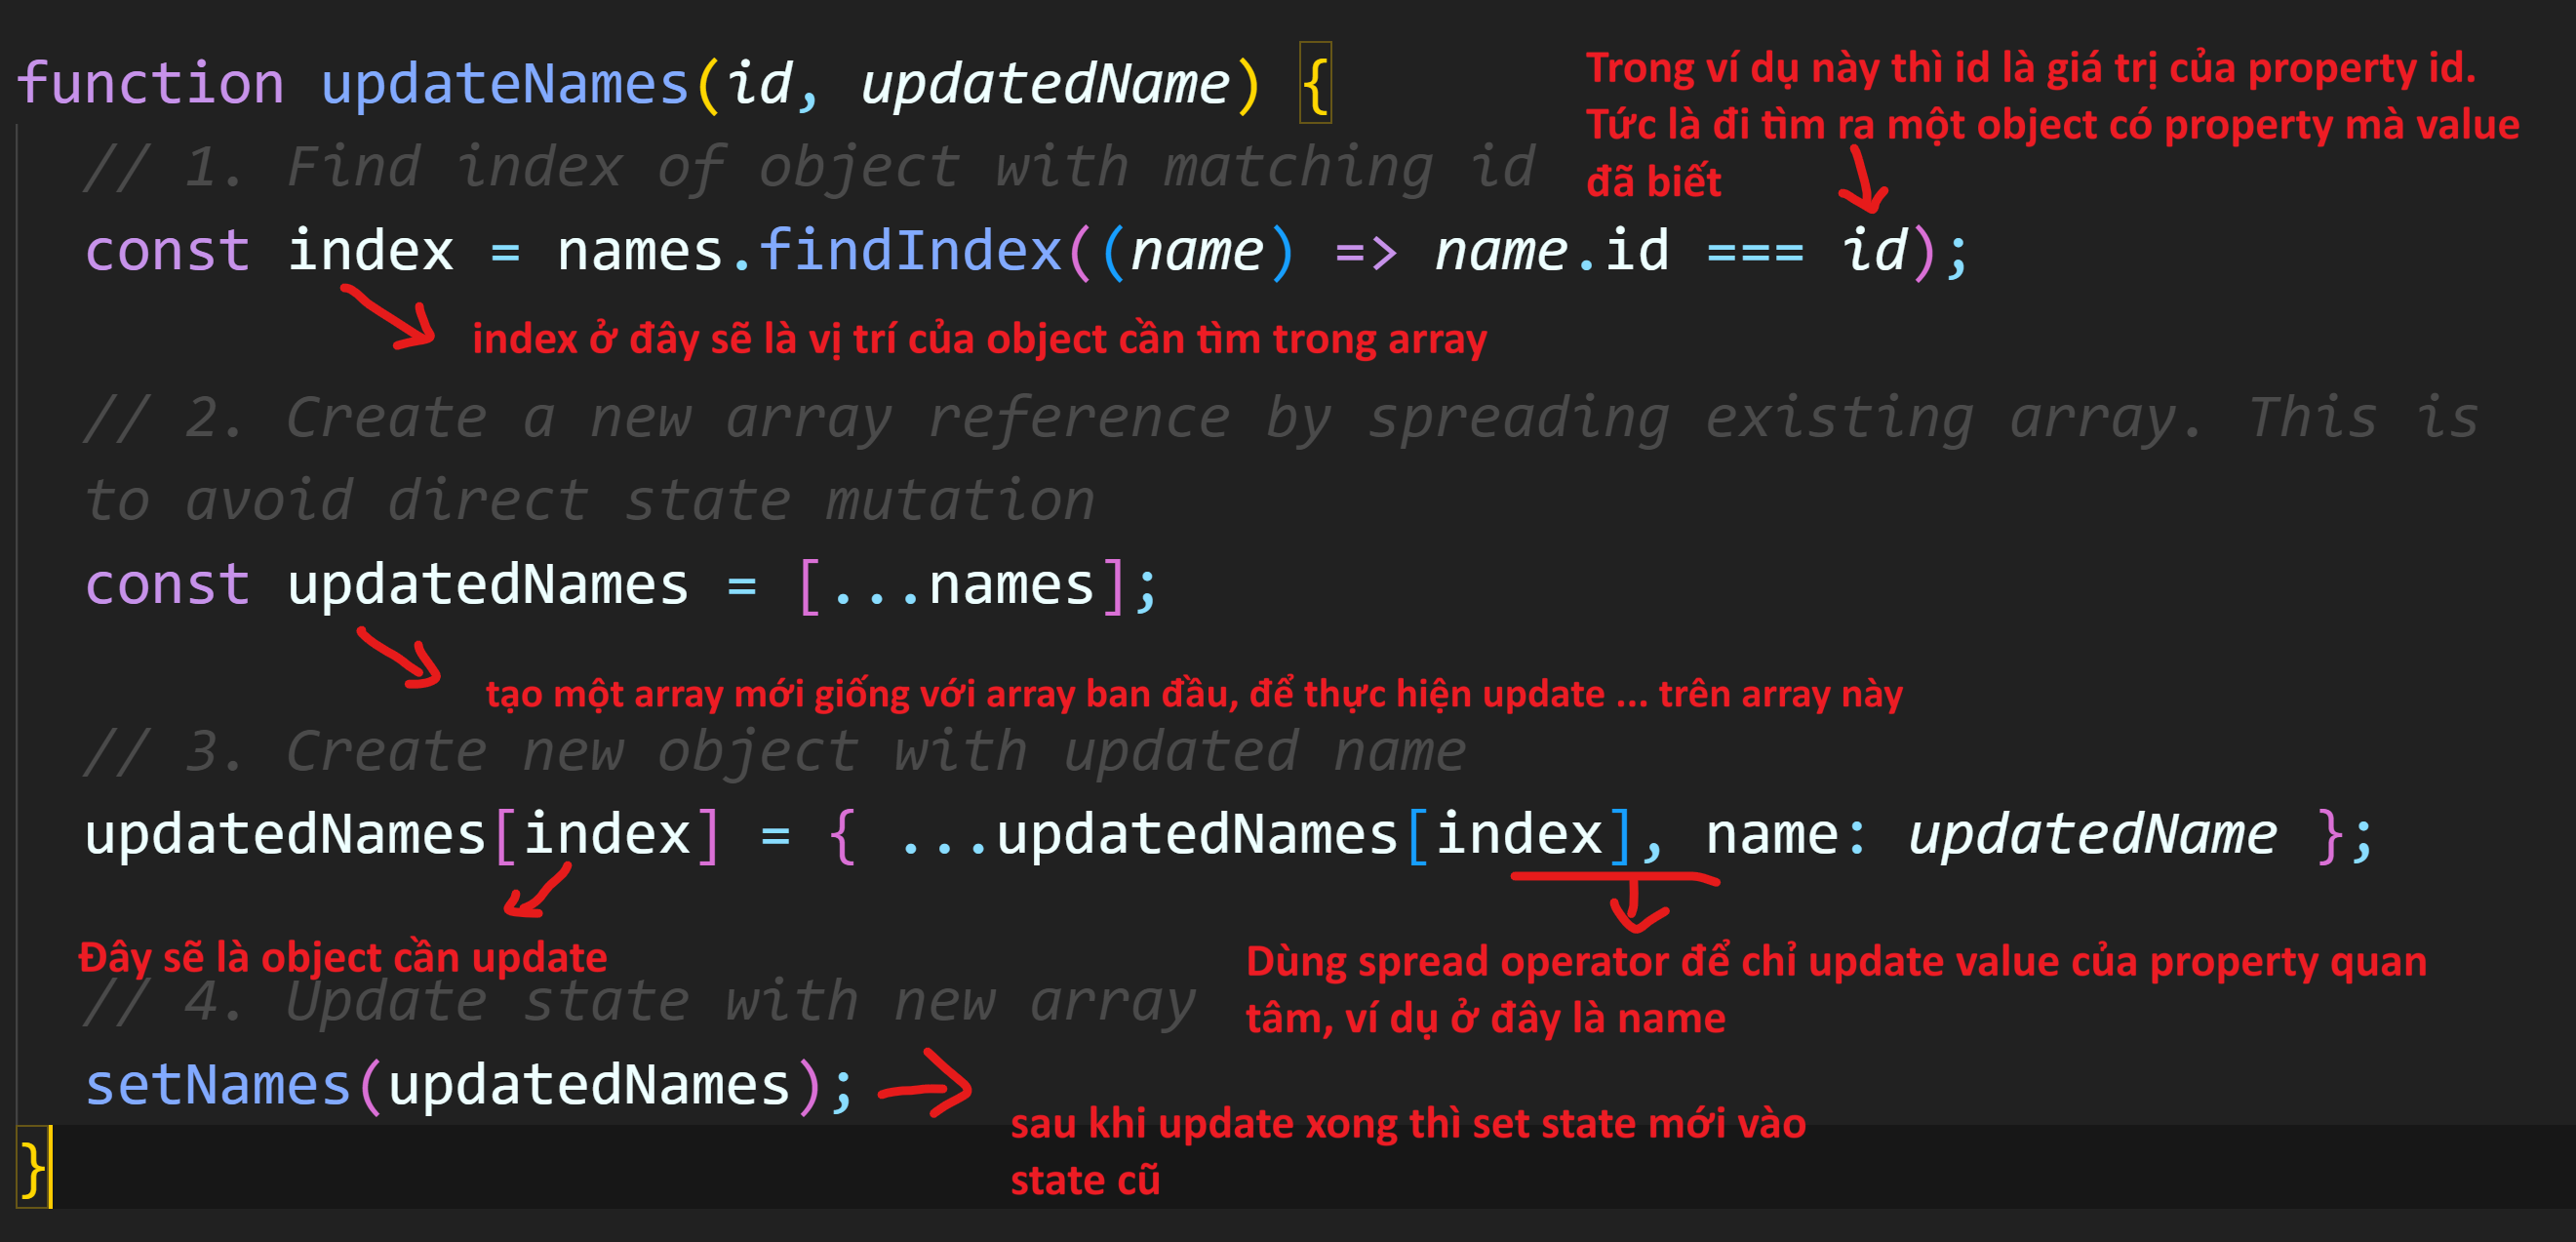 function updateNames(id, updatedName) {
Trong ví dụ này thì id là giá trị của property id.
Tức là đi tìm ra một object có property mà value
đã biết
// 1. Find index of object with matching id
const index = names.findIndex((name) => name.id === id);
index ở đây sẽ là vị trí của object cần tìm trong array
// 2. Create a new array reference by spreading existing array. This is
to avoid direct state mutation
const updatedNames = [...names];
tạo một array mới giống với array ban đầu, để thực hiện update ... trên array này
// 3. Create new object with updated name
updatedNames[index] = { ...updatedNames[index], name: updatedName };
Đây sẽ là object cần update
Dùng spread operator để chỉ update value của property quan
tâm, ví dụ ở đây là name
// 4. Update state with new array
setNames(updatedNames);
sau khi update xong thì set state mới vào
state cũ
}